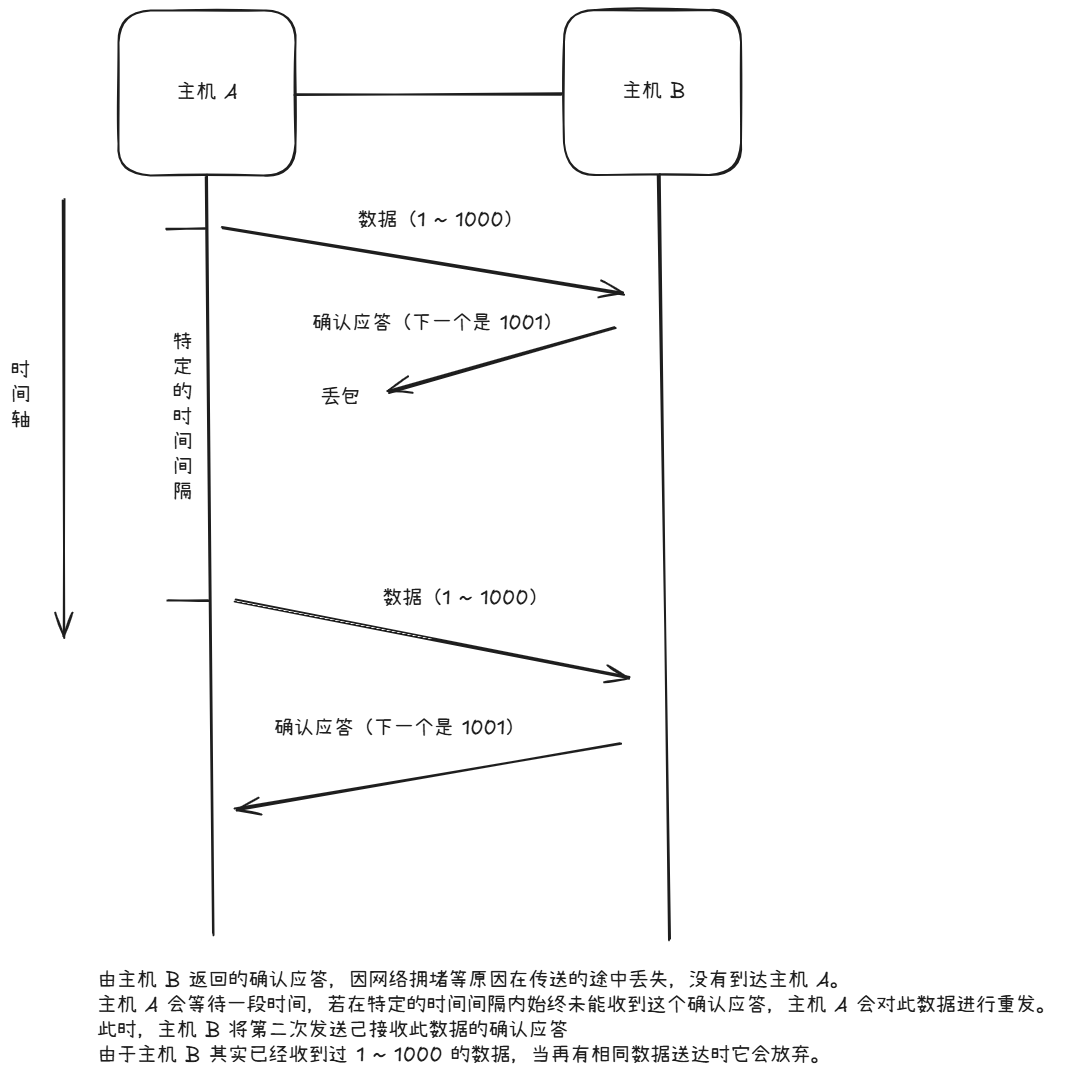 主机 A
主机 B
数据（1 ~ 1000）
确认应答（下一个是 1001）
丢包
时间轴
特定的时间间隔
数据（1 ~ 1000）
确认应答（下一个是 1001）
由主机 B 返回的确认应答，因网络拥堵等原因在传送的途中丢失，没有到达主机 A。
主机 A 会等待一段时间，若在特定的时间间隔内始终未能收到这个确认应答，主机 A 会对此数据进行重发。
此时，主机 B 将第二次发送己接收此数据的确认应答
由于主机 B 其实已经收到过 1 ~ 1000 的数据，当再有相同数据送达时它会放弃。